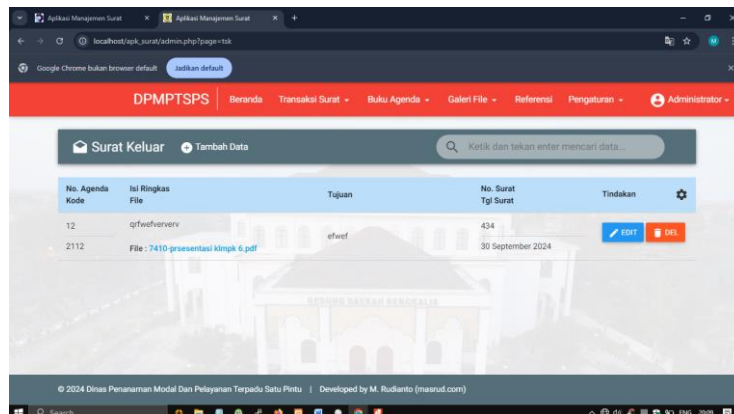 Aplikasi Manajemen Surat
Aplikasi Manajemen Surat
localhost/apk_surat/admin.php?page=tsk
Google Chrome bukan browser default
Jadikan default
DPMPTSPS
Beranda
Transaksi Surat
Buku Agenda
Galeri File
Referensi
Pengaturan
Administrator
Surat Keluar
Tambah Data
Ketik dan tekan enter mencari data...
No. Agenda
Kode
Isi Ringkas
File
Tujuan
No. Surat
Tgl Surat
Tindakan
12
2112
qrfwefververv
File : 7410-prsesentasi klmpk 6.pdf
efwef
434
30 September 2024
EDIT
DEL
GEDUNG DAERAH BENGKALIS
© 2024 Dinas Penanaman Modal Dan Pelayanan Terpadu Satu Pintu | Developed by M. Rudianto (masrud.com)
Search
ENG